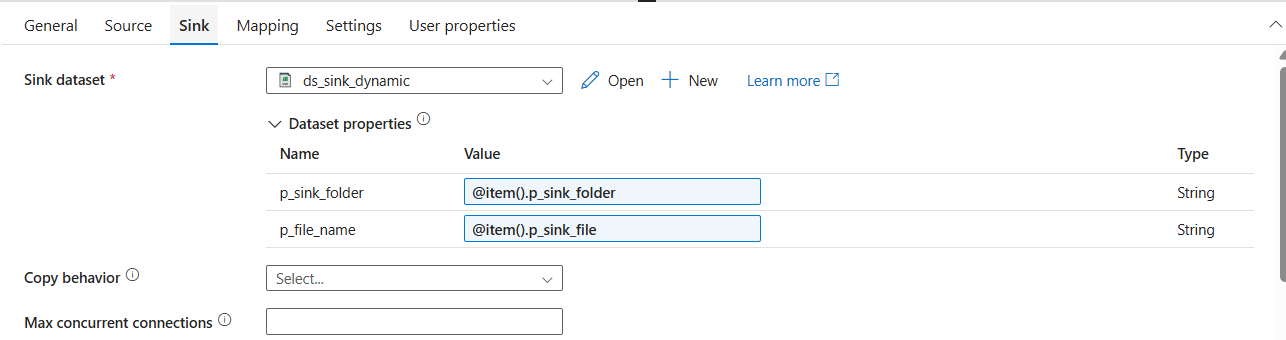 General Source Sink Mapping Settings User properties
Sink dataset * ds_sink_dynamic Open New Learn more
Dataset properties
Name Value Type
p_sink_folder @item().p_sink_folder String
p_file_name @item().p_sink_file String
Copy behavior Select...
Max concurrent connections